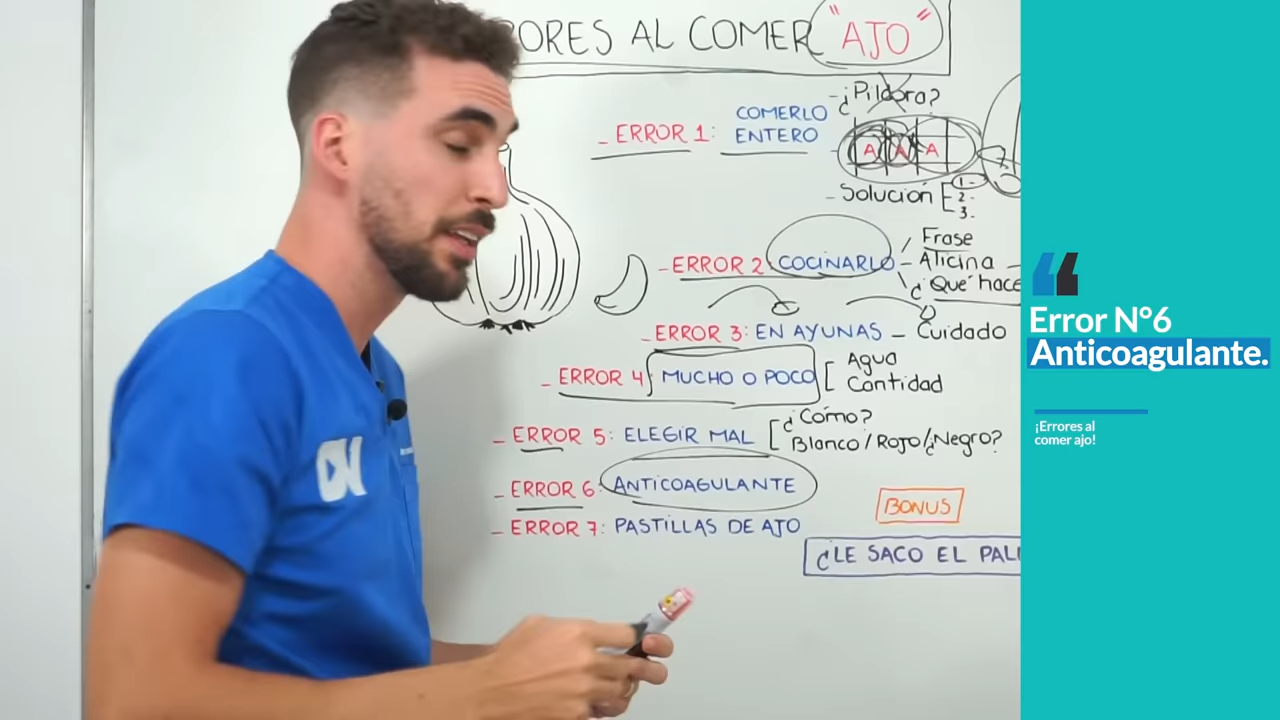 ORES AL COMER "AJO"
- ¿Píldora?
- ERROR 1: COMERLO ENTERO
- A A A
- Solución [ 1- 2- 3-
- ERROR 2: COCINARLO
Frase
- Alicina -
¿Qué hace
- ERROR 3: EN AYUNAS - Cuidado
- ERROR 4: MUCHO O POCO [ Agua
Cantidad
- ERROR 5: ELEGIR MAL [ ¿Cómo?
Blanco / Rojo / ¿Negro?
- ERROR 6: ANTICOAGULANTE
- ERROR 7: PASTILLAS DE AJO
BONUS
¿LE SACO EL
DV
Error Nº6
Anticoagulante.
¡Errores al
comer ajo!